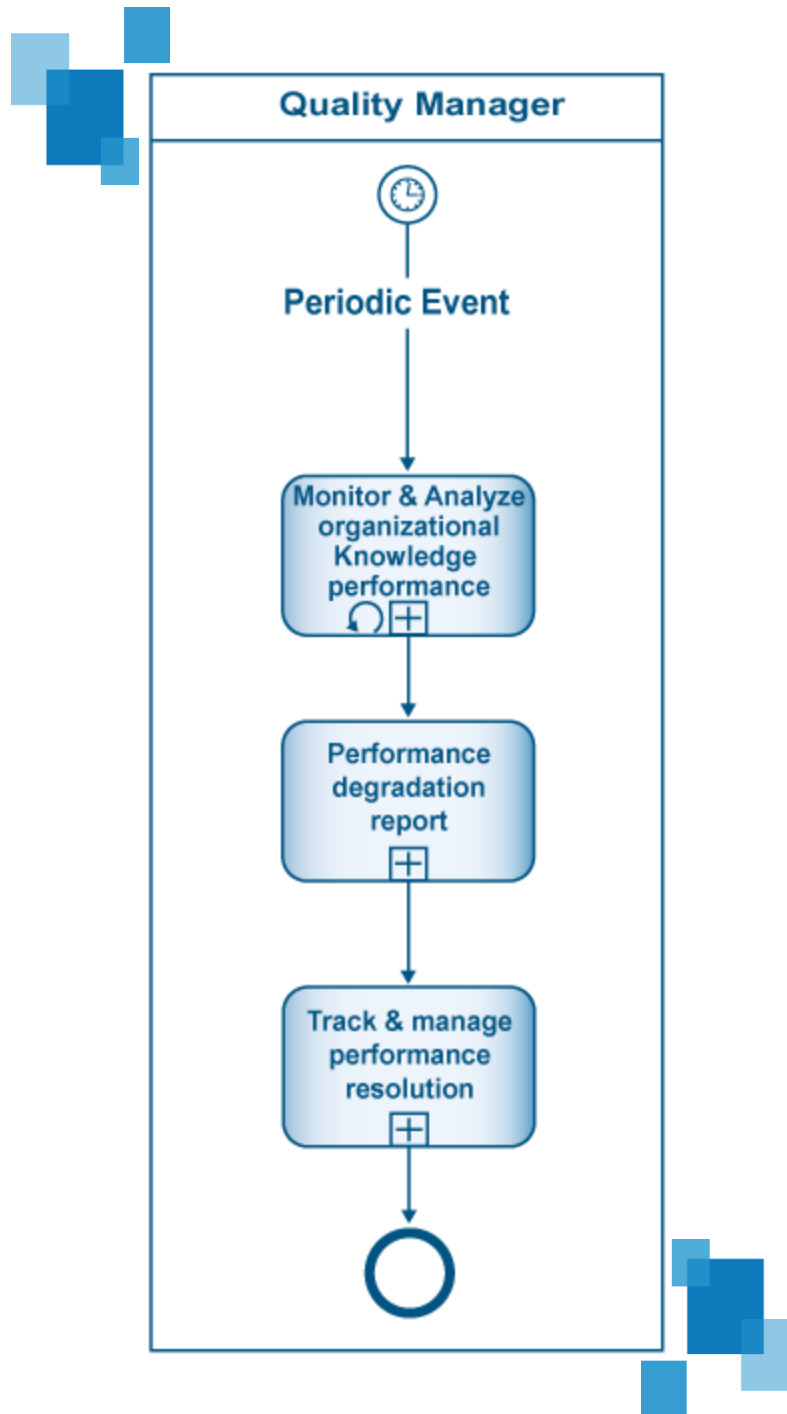 Quality Manager
Periodic Event
Monitor & Analyze
organizational
Knowledge
performance
Performance
degradation
report
Track & manage
performance
resolution